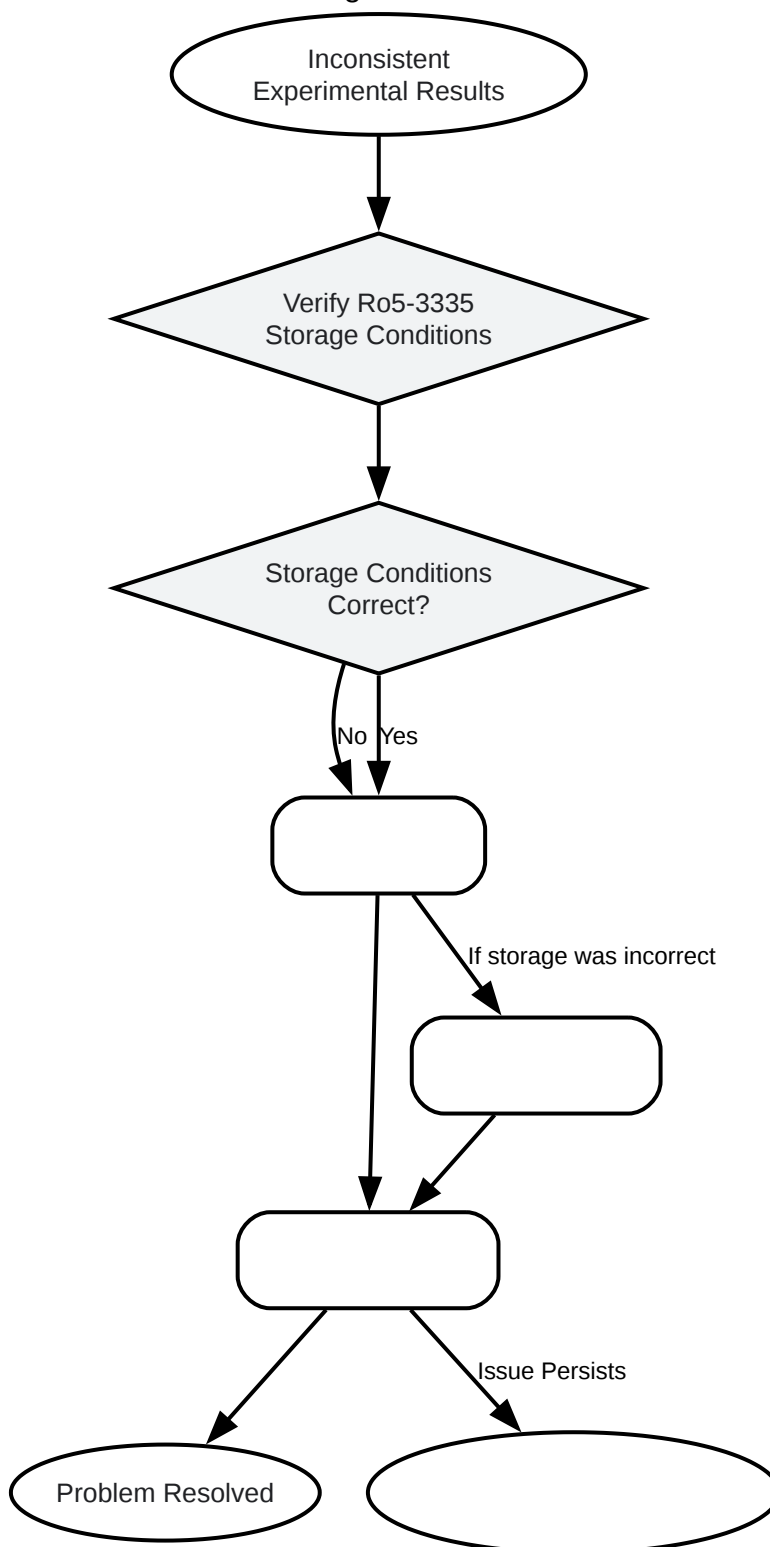 Inconsistent
Experimental Results
Verify Ro5-3335
Storage Conditions
Storage Conditions
Correct?
No Yes
If storage was incorrect
Issue Persists
Problem Resolved